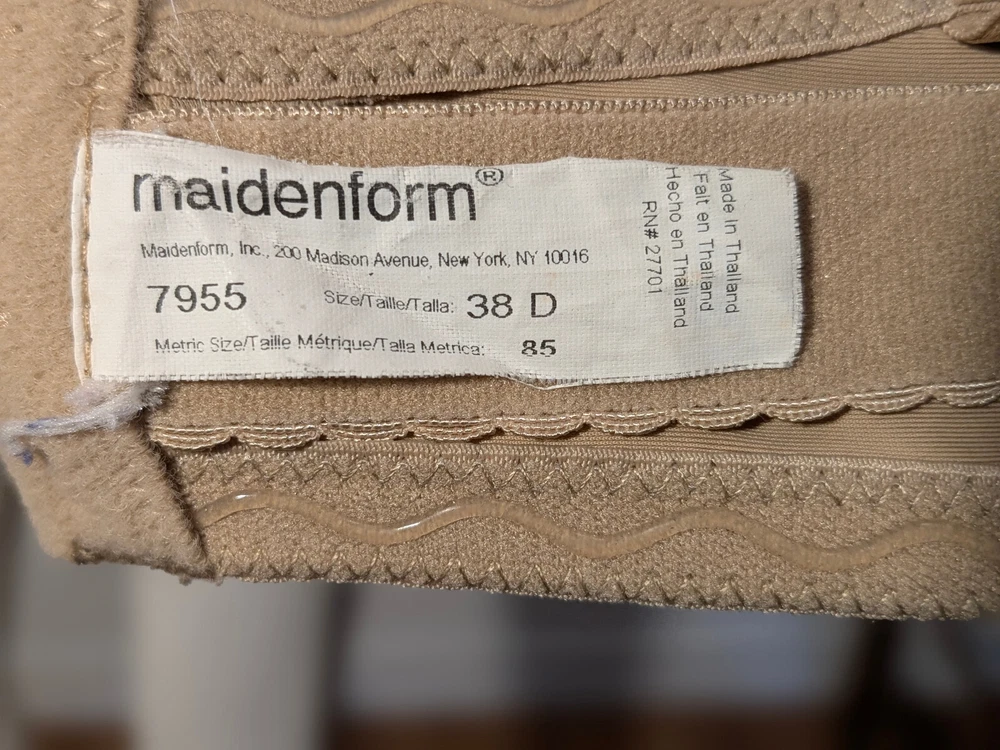 maidenform®
Maidenform, Inc., 200 Madison Avenue, New York, NY 10016
7955 Size/Taille/Talla: 38 D
Metric Size/Taille Métrique/Talla Metrica: 85
Made in Thailand
Fait en Thailand
Hecho en Thailand
RN# 27701